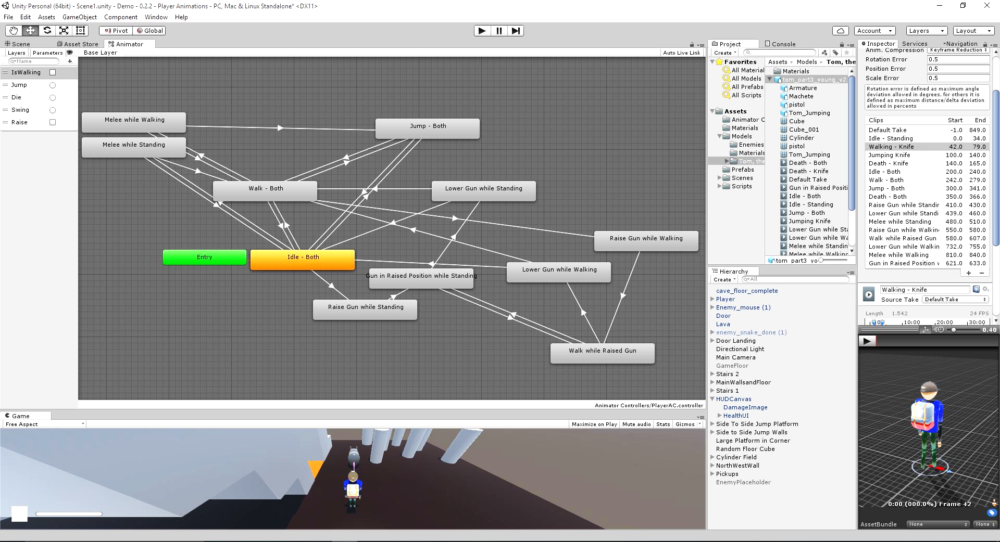 Unity Personal (64bit) - Scene1.unity - Demo - 0.2.2 - Player Animations - PC, Mac & Linux Standalone* <DX11>
File Edit Assets GameObject Component Window Help
Pivot Global Account Layers Layout
Scene Asset Store Animator
Layers Parameters Base Layer Auto Live Link
Name
IsWalking
Jump
Die
Swing
Raise
Melee while Walking
Jump - Both
Melee while Standing
Walk - Both
Lower Gun while Standing
Raise Gun while Walking
Entry
Idle - Both
Lower Gun while Walking
Gun in Raised Position while Standing
Raise Gun while Standing
Walk while Raised Gun
Animator Controllers/PlayerAC.controller
Game
Free Aspect Maximize on Play Mute audio Stats Gizmos
Project Console
Create
Favorites
All Material
All Models
All Prefabs
All Scripts
Assets
Animator C
Materials
Models
Enemies
Materials
Tom, the
Prefabs
Scenes
Scripts
Assets Models Tom, the
Materials
tom_part3_young_v2
Armature
Machete
pistol
Tom_Jumping
Cube
Cube_001
Cylinder
pistol
Tom_Jumping
Death - Both
Death - Knife
Default Take
Gun in Raised Positi
Idle - Both
Idle - Standing
Jump - Both
Jumping Knife
Lower Gun while Sta
Lower Gun while Wa
Melee while Standin
Melee while Walking
tom_part3_yo
Hierarchy
Create All
cave_floor_complete
Player
Enemy_mouse (1)
Door
Lava
enemy_snake_done (1)
Door Landing
Directional Light
Main Camera
GameFloor
Stairs 2
MainWallsandFloor
Stairs 1
HUDCanvas
DamageImage
HealthUI
Side To Side Jump Platform
Side to Side Jump Walls
Large Platform in Corner
Random Floor Cube
Cylinder Field
NorthWestWall
Pickups
EnemyPlaceholder
Inspector Services Navigation
Anim. Compression Keyframe Reduction
Rotation Error 0.5
Position Error 0.5
Scale Error 0.5
Rotation error is defined as maximum angle
deviation allowed in degrees, for others it is
defined as maximum distance/delta deviation
allowed in percents
Clips Start End
Default Take -1.0 849.0
Idle - Standing 0.0 34.0
Walking - Knife 42.0 79.0
Jumping Knife 100.0 140.0
Death - Knife 140.0 165.0
Idle - Both 200.0 240.0
Walk - Both 242.0 279.0
Jump - Both 300.0 341.0
Death - Both 350.0 366.0
Raise Gun while Standin 410.0 430.0
Lower Gun while Standi 439.0 460.0
Melee while Standing 480.0 510.0
Raise Gun while Walkin 550.0 580.0
Walk while Raised Gun 580.0 607.0
Lower Gun while Walkin 732.0 755.0
Melee while Walking 810.0 840.0
Gun in Raised Position w 621.0 633.0
+ -
Walking - Knife
Source Take Default Take
Length 1.542 24 FPS
10:00 20:00 30:00
0.40
0:00 (000.0%) Frame 42
AssetBundle None None